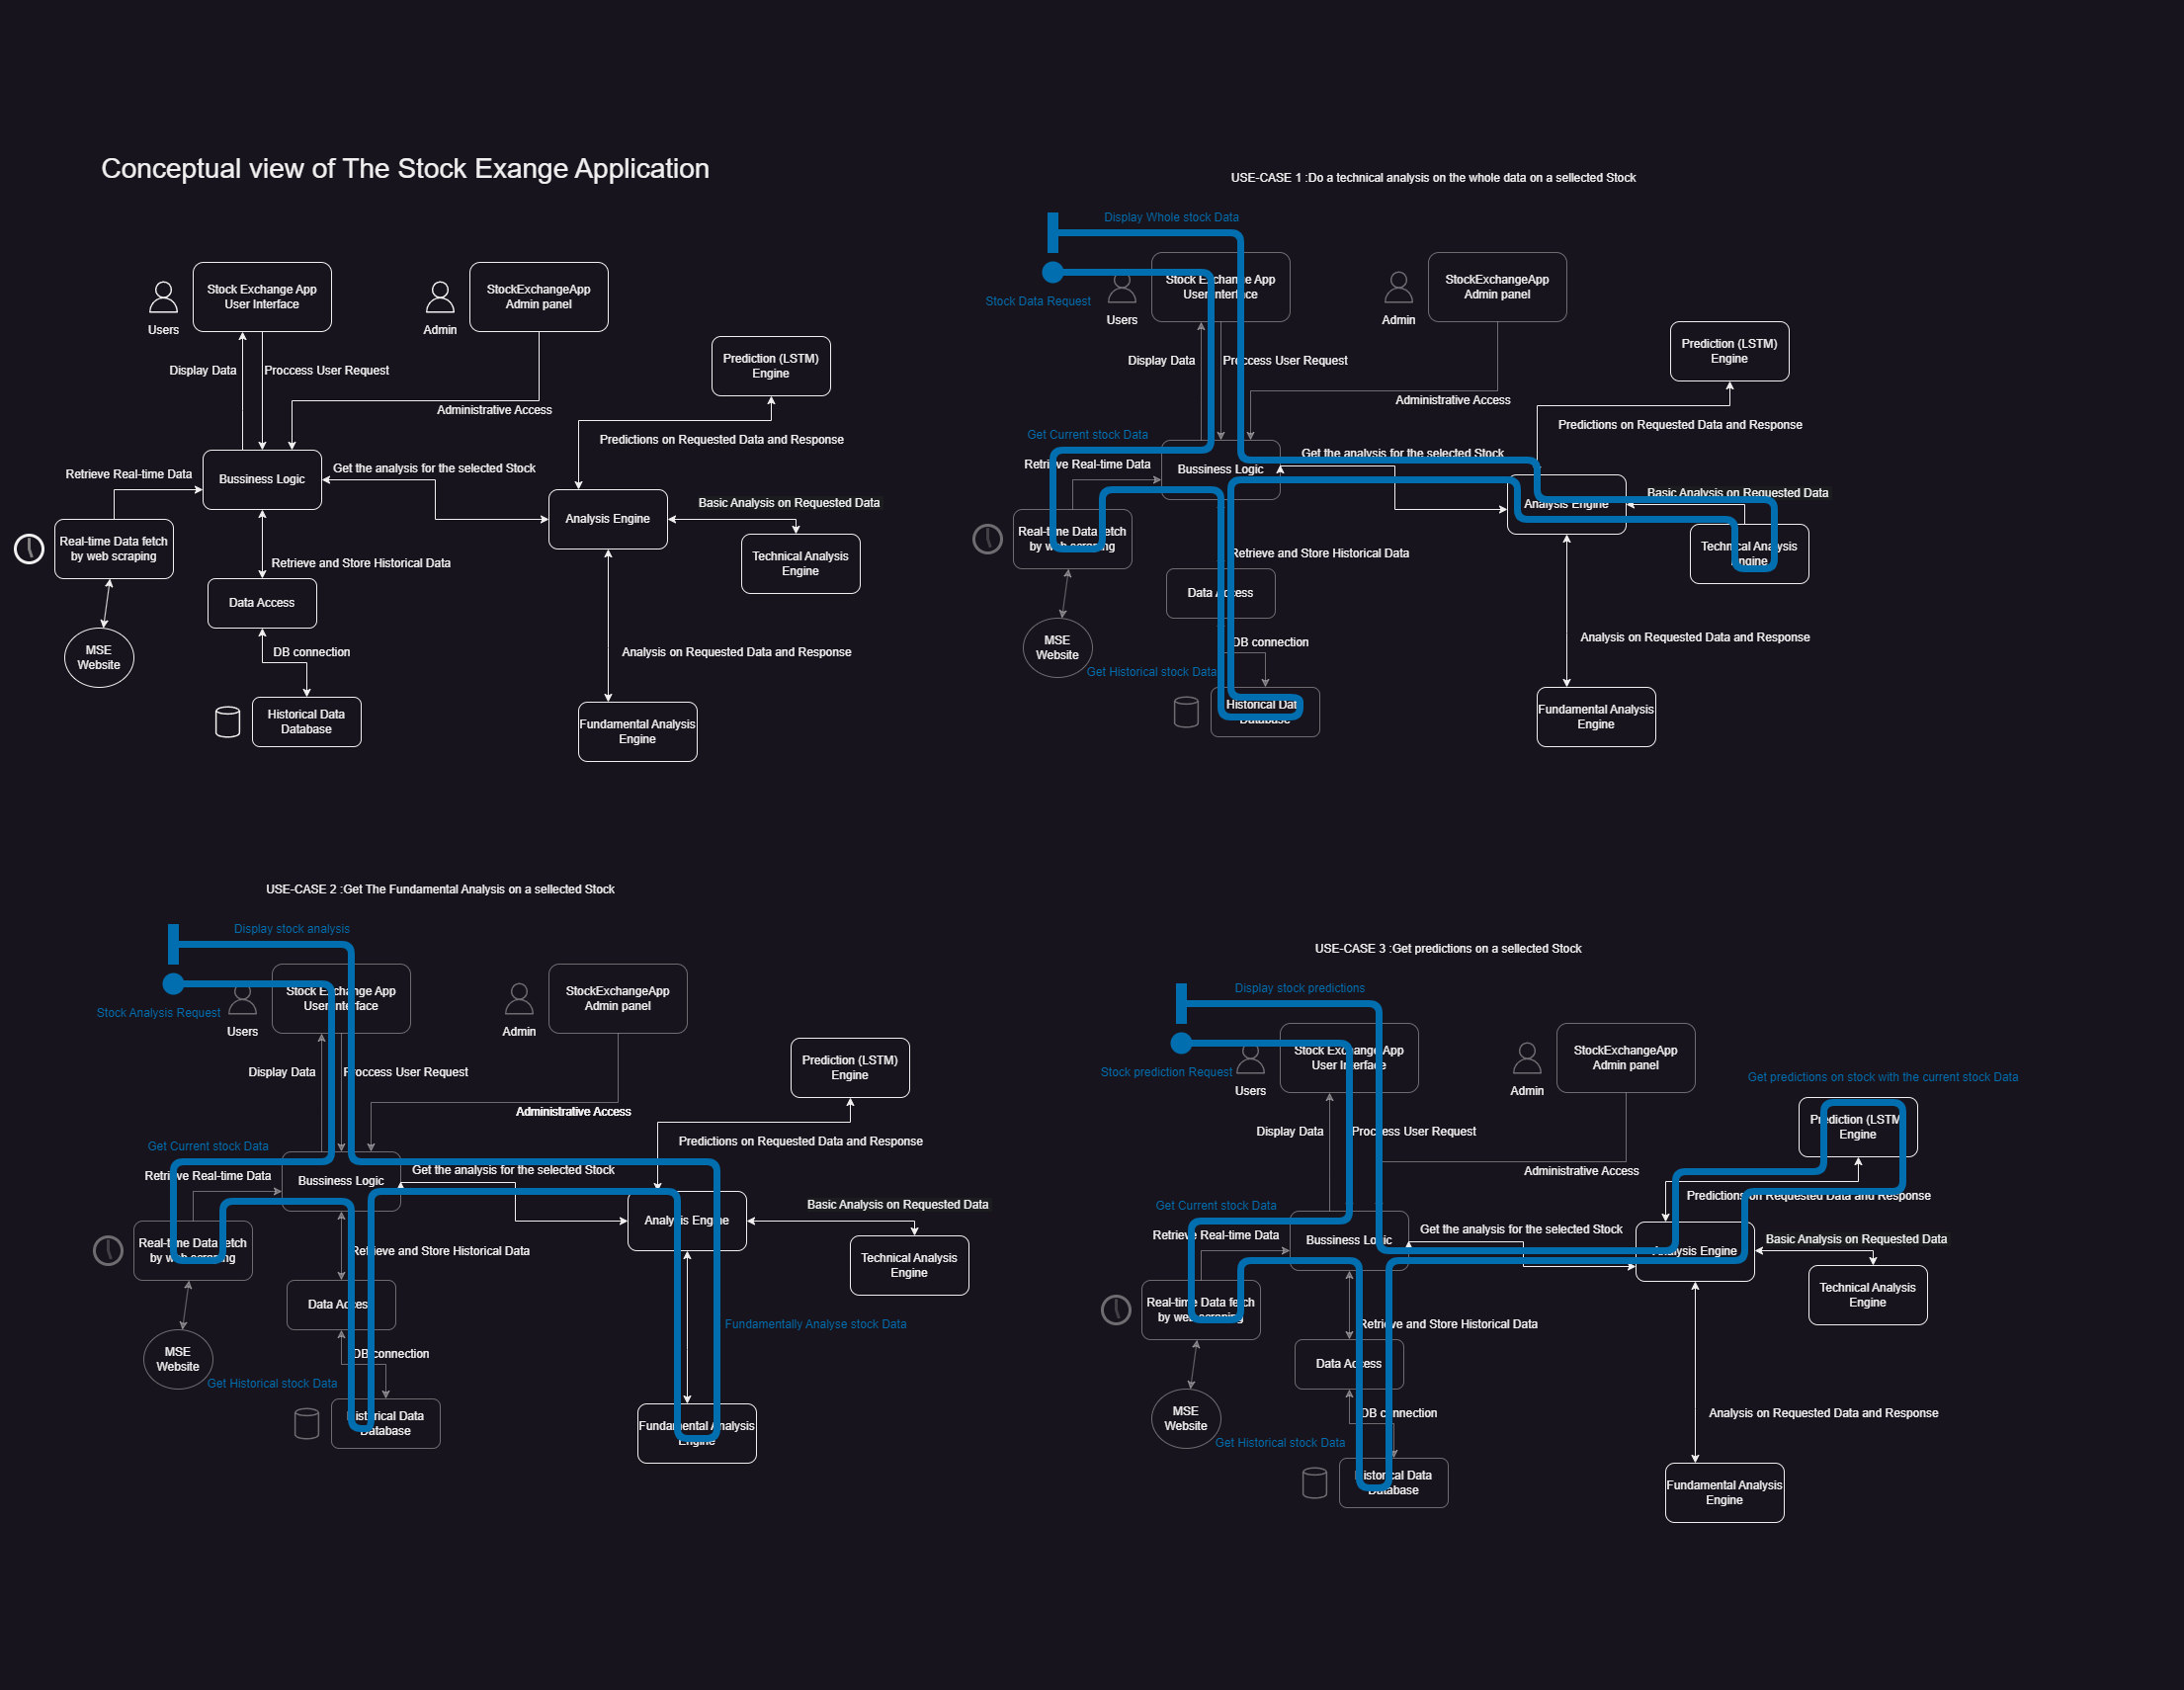 Conceptual view of The Stock Exange Application
Stock Exchange App
User Interface
Users
StockExchangeApp
Admin panel
Admin
Display Data
Proccess User Request
Administrative Access
Prediction (LSTM)
Engine
Predictions on Requested Data and Response
Retrieve Real-time Data
Bussiness Logic
Get the analysis for the selected Stock
Basic Analysis on Requested Data
Analysis Engine
Real-time Data fetch
by web scraping
Technical Analysis
Engine
Retrieve and Store Historical Data
Data Access
MSE
Website
DB connection
Analysis on Requested Data and Response
Historical Data
Database
Fundamental Analysis
Engine
USE-CASE 1 :Do a technical analysis on the whole data on a sellected Stock
Display Whole stock Data
Stock Data Request
Stock Exchange App
User Interface
Users
StockExchangeApp
Admin panel
Admin
Display Data
Proccess User Request
Administrative Access
Prediction (LSTM)
Engine
Predictions on Requested Data and Response
Get Current stock Data
Retrieve Real-time Data
Bussiness Logic
Get the analysis for the selected Stock
Basic Analysis on Requested Data
Analysis Engine
Real-time Data fetch
by web scraping
Technical Analysis
Engine
Retrieve and Store Historical Data
Data Access
MSE
Website
DB connection
Analysis on Requested Data and Response
Get Historical stock Data
Historical Data
Database
Fundamental Analysis
Engine
USE-CASE 2 :Get The Fundamental Analysis on a sellected Stock
Display stock analysis
Stock Analysis Request
Stock Exchange App
User Interface
Users
StockExchangeApp
Admin panel
Admin
Display Data
Proccess User Request
Administrative Access
Prediction (LSTM)
Engine
Predictions on Requested Data and Response
Get Current stock Data
Retrieve Real-time Data
Bussiness Logic
Get the analysis for the selected Stock
Basic Analysis on Requested Data
Analysis Engine
Real-time Data fetch
by web scraping
Technical Analysis
Engine
Retrieve and Store Historical Data
Data Access
Fundamentally Analyse stock Data
MSE
Website
DB connection
Get Historical stock Data
Historical Data
Database
Fundamental Analysis
Engine
USE-CASE 3 :Get predictions on a sellected Stock
Display stock predictions
Stock prediction Request
Stock Exchange App
User Interface
Users
StockExchangeApp
Admin panel
Admin
Get predictions on stock with the current stock Data
Display Data
Proccess User Request
Administrative Access
Prediction (LSTM)
Engine
Predictions on Requested Data and Response
Get Current stock Data
Retrieve Real-time Data
Bussiness Logic
Get the analysis for the selected Stock
Basic Analysis on Requested Data
Analysis Engine
Real-time Data fetch
by web scraping
Technical Analysis
Engine
Retrieve and Store Historical Data
Data Access
MSE
Website
DB connection
Analysis on Requested Data and Response
Get Historical stock Data
Historical Data
Database
Fundamental Analysis
Engine